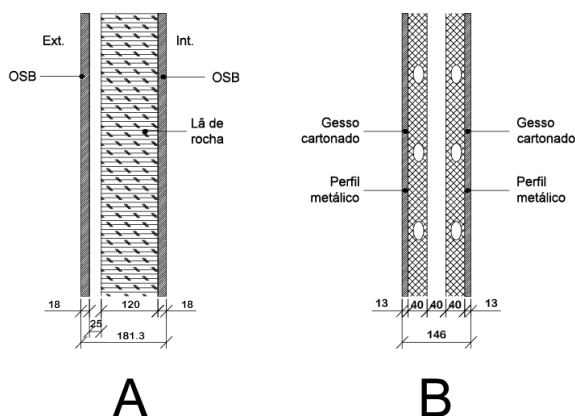 Ext.
Int.
OSB
OSB
Lã de
rocha
18
120
18
25
181.3
A
Gesso
cartonado
Gesso
cartonado
Perfil
metálico
Perfil
metálico
13
40
40
40
13
146
B